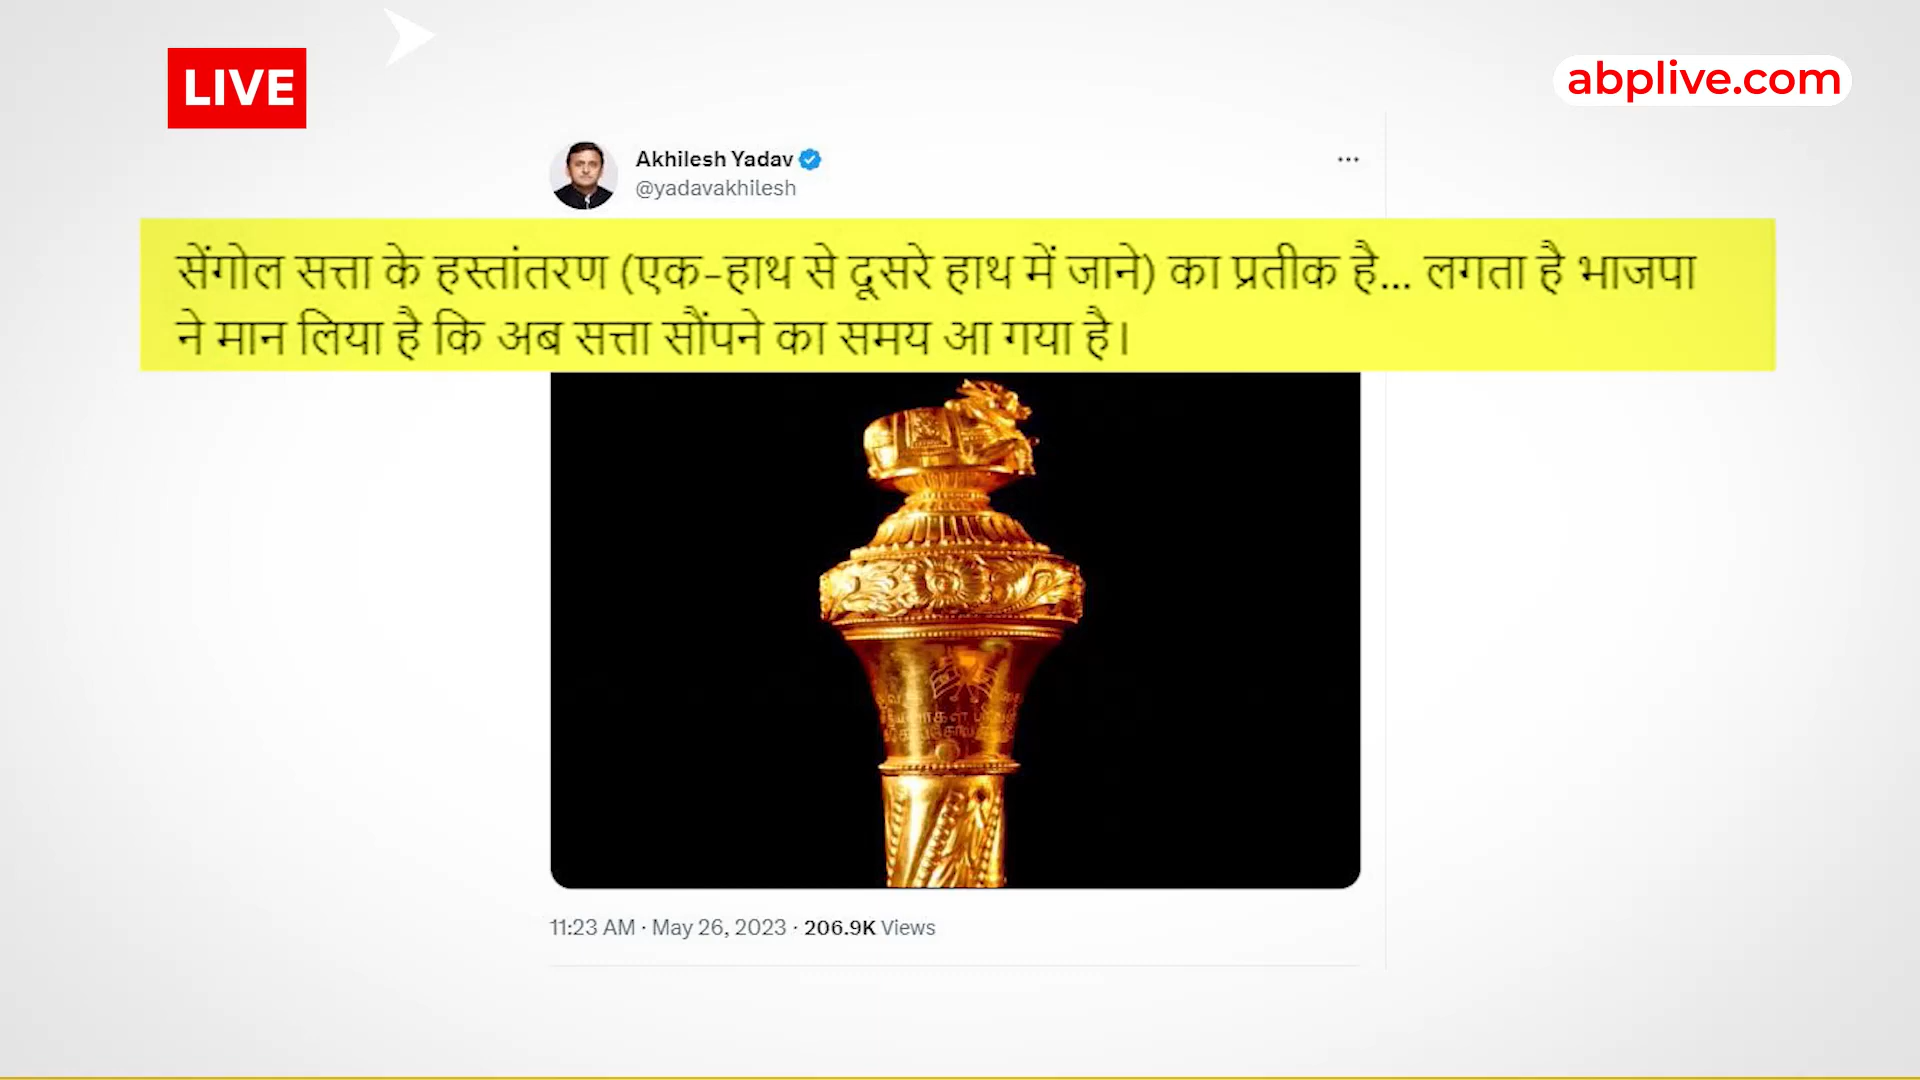 LIVE
abplive.com
Akhilesh Yadav
@yadavakhilesh
सेंगोल सत्ता के हस्तांतरण (एक-हाथ से दूसरे हाथ में जाने) का प्रतीक है... लगता है भाजपा
ने मान लिया है कि अब सत्ता सौंपने का समय आ गया है।
11:23 AM · May 26, 2023 · 206.9K Views